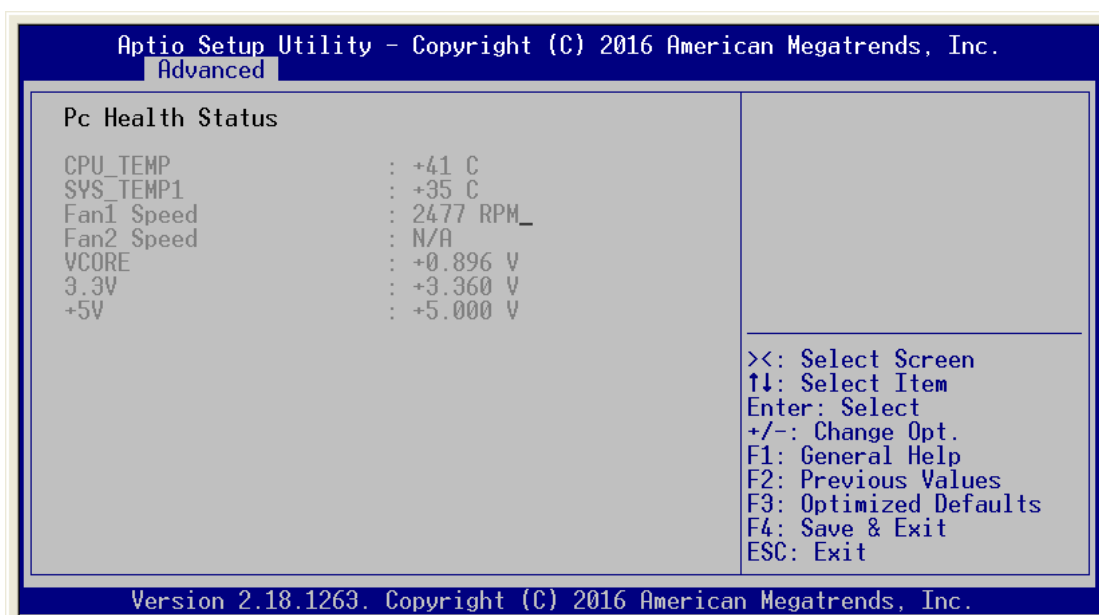 Aptio Setup Utility – Copyright (C) 2016 American Megatrends, Inc.
Advanced
Pc Health Status
CPU_TEMP : +41 C
SYS_TEMP1 : +35 C
Fan1 Speed : 2477 RPM_
Fan2 Speed : N/A
VCORE : +0.896 V
3.3V : +3.360 V
+5V : +5.000 V
><: Select Screen
↑↓: Select Item
Enter: Select
+/-: Change Opt.
F1: General Help
F2: Previous Values
F3: Optimized Defaults
F4: Save & Exit
ESC: Exit
Version 2.18.1263. Copyright (C) 2016 American Megatrends, Inc.